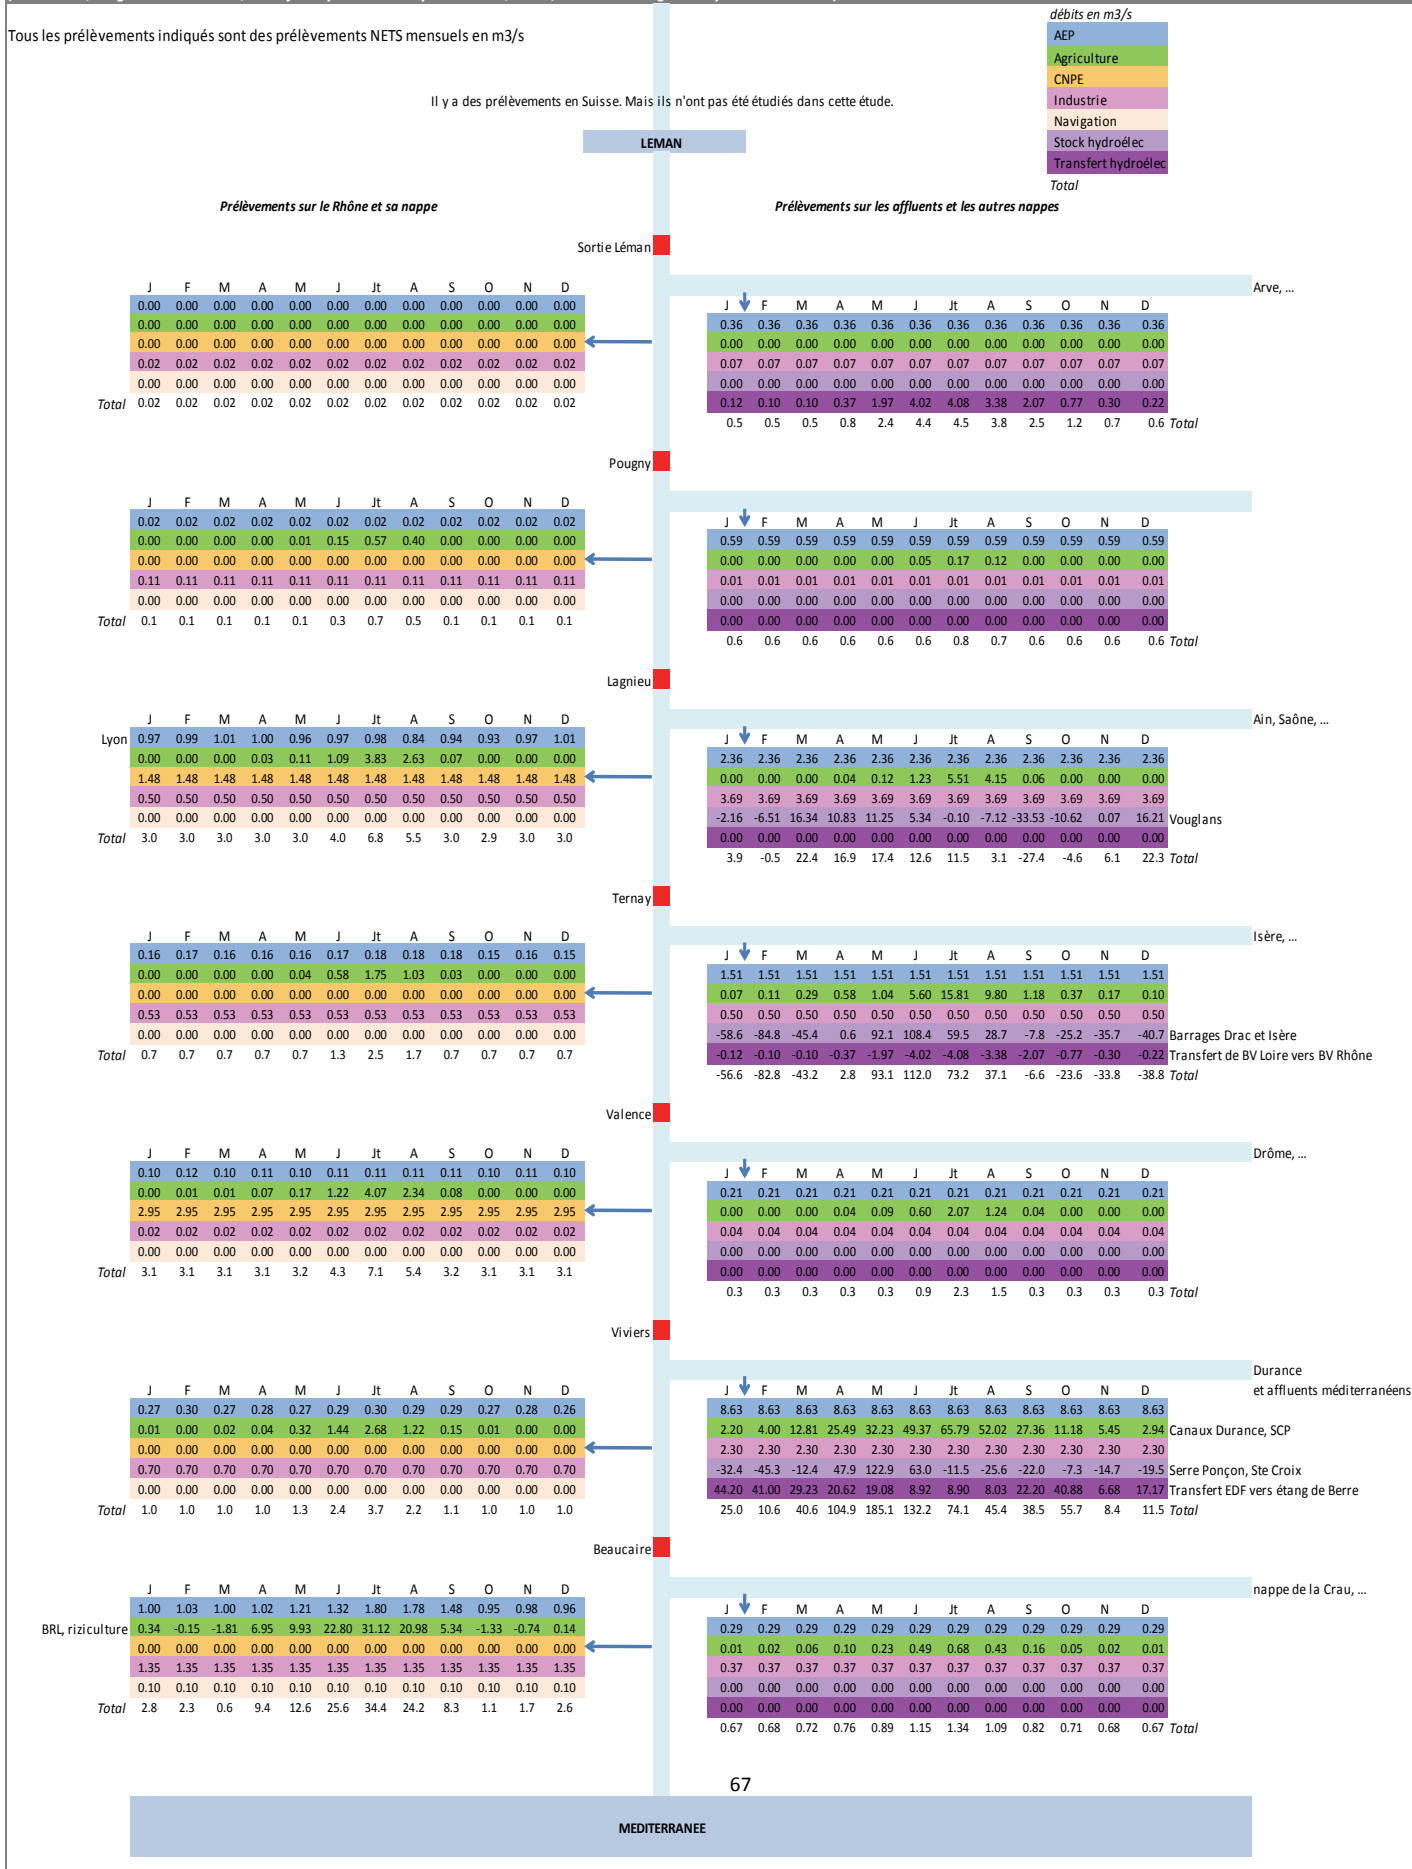 débits en m3/s
Tous les prélèvements indiqués sont des prélèvements NETS mensuels en m3/s
AEP
Agriculture
CNPE
Industrie
Navigation
Stock hydroélec
Transfert hydroélec
Total
Il y a des prélèvements en Suisse. Mais ils n'ont pas été étudiés dans cette étude.
LEMAN
Prélèvements sur le Rhône et sa nappe
Prélèvements sur les affluents et les autres nappes
Sortie Léman
Arve, ...
J F M A M J Jt A S O N D
0.00 0.00 0.00 0.00 0.00 0.00 0.00 0.00 0.00 0.00 0.00 0.00
0.00 0.00 0.00 0.00 0.00 0.00 0.00 0.00 0.00 0.00 0.00 0.00
0.00 0.00 0.00 0.00 0.00 0.00 0.00 0.00 0.00 0.00 0.00 0.00
0.02 0.02 0.02 0.02 0.02 0.02 0.02 0.02 0.02 0.02 0.02 0.02
0.00 0.00 0.00 0.00 0.00 0.00 0.00 0.00 0.00 0.00 0.00 0.00
Total 0.02 0.02 0.02 0.02 0.02 0.02 0.02 0.02 0.02 0.02 0.02 0.02
J F M A M J Jt A S O N D
0.36 0.36 0.36 0.36 0.36 0.36 0.36 0.36 0.36 0.36 0.36 0.36
0.00 0.00 0.00 0.00 0.00 0.00 0.00 0.00 0.00 0.00 0.00 0.00
0.07 0.07 0.07 0.07 0.07 0.07 0.07 0.07 0.07 0.07 0.07 0.07
0.00 0.00 0.00 0.00 0.00 0.00 0.00 0.00 0.00 0.00 0.00 0.00
0.12 0.10 0.10 0.37 1.97 4.02 4.08 3.38 2.07 0.77 0.30 0.22
0.5 0.5 0.5 0.8 2.4 4.4 4.5 3.8 2.5 1.2 0.7 0.6 Total
Pougny
J F M A M J Jt A S O N D
0.02 0.02 0.02 0.02 0.02 0.02 0.02 0.02 0.02 0.02 0.02 0.02
0.00 0.00 0.00 0.00 0.01 0.15 0.57 0.40 0.00 0.00 0.00 0.00
0.00 0.00 0.00 0.00 0.00 0.00 0.00 0.00 0.00 0.00 0.00 0.00
0.11 0.11 0.11 0.11 0.11 0.11 0.11 0.11 0.11 0.11 0.11 0.11
0.00 0.00 0.00 0.00 0.00 0.00 0.00 0.00 0.00 0.00 0.00 0.00
Total 0.1 0.1 0.1 0.1 0.1 0.3 0.7 0.5 0.1 0.1 0.1 0.1
J F M A M J Jt A S O N D
0.59 0.59 0.59 0.59 0.59 0.59 0.59 0.59 0.59 0.59 0.59 0.59
0.00 0.00 0.00 0.00 0.00 0.05 0.17 0.12 0.00 0.00 0.00 0.00
0.01 0.01 0.01 0.01 0.01 0.01 0.01 0.01 0.01 0.01 0.01 0.01
0.00 0.00 0.00 0.00 0.00 0.00 0.00 0.00 0.00 0.00 0.00 0.00
0.00 0.00 0.00 0.00 0.00 0.00 0.00 0.00 0.00 0.00 0.00 0.00
0.6 0.6 0.6 0.6 0.6 0.6 0.8 0.7 0.6 0.6 0.6 0.6 Total
Lagnieu
Ain, Saône, ...
J F M A M J Jt A S O N D
Lyon 0.97 0.99 1.01 1.00 0.96 0.97 0.98 0.84 0.94 0.93 0.97 1.01
0.00 0.00 0.00 0.03 0.11 1.09 3.83 2.63 0.07 0.00 0.00 0.00
1.48 1.48 1.48 1.48 1.48 1.48 1.48 1.48 1.48 1.48 1.48 1.48
0.50 0.50 0.50 0.50 0.50 0.50 0.50 0.50 0.50 0.50 0.50 0.50
0.00 0.00 0.00 0.00 0.00 0.00 0.00 0.00 0.00 0.00 0.00 0.00
Total 3.0 3.0 3.0 3.0 3.0 4.0 6.8 5.5 3.0 2.9 3.0 3.0
J F M A M J Jt A S O N D
2.36 2.36 2.36 2.36 2.36 2.36 2.36 2.36 2.36 2.36 2.36 2.36
0.00 0.00 0.00 0.04 0.12 1.23 5.51 4.15 0.06 0.00 0.00 0.00
3.69 3.69 3.69 3.69 3.69 3.69 3.69 3.69 3.69 3.69 3.69 3.69
-2.16 -6.51 16.34 10.83 11.25 5.34 -0.10 -7.12 -33.53 -10.62 0.07 16.21 Vouglans
0.00 0.00 0.00 0.00 0.00 0.00 0.00 0.00 0.00 0.00 0.00 0.00
3.9 -0.5 22.4 16.9 17.4 12.6 11.5 3.1 -27.4 -4.6 6.1 22.3 Total
Ternay
Isère, ...
J F M A M J Jt A S O N D
0.16 0.17 0.16 0.16 0.16 0.17 0.18 0.18 0.18 0.15 0.16 0.15
0.00 0.00 0.00 0.00 0.04 0.58 1.75 1.03 0.03 0.00 0.00 0.00
0.00 0.00 0.00 0.00 0.00 0.00 0.00 0.00 0.00 0.00 0.00 0.00
0.53 0.53 0.53 0.53 0.53 0.53 0.53 0.53 0.53 0.53 0.53 0.53
0.00 0.00 0.00 0.00 0.00 0.00 0.00 0.00 0.00 0.00 0.00 0.00
Total 0.7 0.7 0.7 0.7 0.7 1.3 2.5 1.7 0.7 0.7 0.7 0.7
J F M A M J Jt A S O N D
1.51 1.51 1.51 1.51 1.51 1.51 1.51 1.51 1.51 1.51 1.51 1.51
0.07 0.11 0.29 0.58 1.04 5.60 15.81 9.80 1.18 0.37 0.17 0.10
0.50 0.50 0.50 0.50 0.50 0.50 0.50 0.50 0.50 0.50 0.50 0.50
-58.6 -84.8 -45.4 0.6 92.1 108.4 59.5 28.7 -7.8 -25.2 -35.7 -40.7 Barrages Drac et Isère
-0.12 -0.10 -0.10 -0.37 -1.97 -4.02 -4.08 -3.38 -2.07 -0.77 -0.30 -0.22 Transfert de BV Loire vers BV Rhône
-56.6 -82.8 -43.2 2.8 93.1 112.0 73.2 37.1 -6.6 -23.6 -33.8 -38.8 Total
Valence
Drôme, ...
J F M A M J Jt A S O N D
0.10 0.12 0.10 0.11 0.10 0.11 0.11 0.11 0.11 0.10 0.11 0.10
0.00 0.01 0.01 0.07 0.17 1.22 4.07 2.34 0.08 0.00 0.00 0.00
2.95 2.95 2.95 2.95 2.95 2.95 2.95 2.95 2.95 2.95 2.95 2.95
0.02 0.02 0.02 0.02 0.02 0.02 0.02 0.02 0.02 0.02 0.02 0.02
0.00 0.00 0.00 0.00 0.00 0.00 0.00 0.00 0.00 0.00 0.00 0.00
Total 3.1 3.1 3.1 3.1 3.2 4.3 7.1 5.4 3.2 3.1 3.1 3.1
J F M A M J Jt A S O N D
0.21 0.21 0.21 0.21 0.21 0.21 0.21 0.21 0.21 0.21 0.21 0.21
0.00 0.00 0.00 0.04 0.09 0.60 2.07 1.24 0.04 0.00 0.00 0.00
0.04 0.04 0.04 0.04 0.04 0.04 0.04 0.04 0.04 0.04 0.04 0.04
0.00 0.00 0.00 0.00 0.00 0.00 0.00 0.00 0.00 0.00 0.00 0.00
0.00 0.00 0.00 0.00 0.00 0.00 0.00 0.00 0.00 0.00 0.00 0.00
0.3 0.3 0.3 0.3 0.3 0.9 2.3 1.5 0.3 0.3 0.3 0.3 Total
Viviers
Durance
et affluents méditerranéens
J F M A M J Jt A S O N D
0.27 0.30 0.27 0.28 0.27 0.29 0.30 0.29 0.29 0.27 0.28 0.26
0.01 0.00 0.02 0.04 0.32 1.44 2.68 1.22 0.15 0.01 0.00 0.00
0.00 0.00 0.00 0.00 0.00 0.00 0.00 0.00 0.00 0.00 0.00 0.00
0.70 0.70 0.70 0.70 0.70 0.70 0.70 0.70 0.70 0.70 0.70 0.70
0.00 0.00 0.00 0.00 0.00 0.00 0.00 0.00 0.00 0.00 0.00 0.00
Total 1.0 1.0 1.0 1.0 1.3 2.4 3.7 2.2 1.1 1.0 1.0 1.0
J F M A M J Jt A S O N D
8.63 8.63 8.63 8.63 8.63 8.63 8.63 8.63 8.63 8.63 8.63 8.63
2.20 4.00 12.81 25.49 32.23 49.37 65.79 52.02 27.36 11.18 5.45 2.94 Canaux Durance, SCP
2.30 2.30 2.30 2.30 2.30 2.30 2.30 2.30 2.30 2.30 2.30 2.30
-32.4 -45.3 -12.4 47.9 122.9 63.0 -11.5 -25.6 -22.0 -7.3 -14.7 -19.5 Serre Ponçon, Ste Croix
44.20 41.00 29.23 20.62 19.08 8.92 8.90 8.03 22.20 40.88 6.68 17.17 Transfert EDF vers étang de Berre
25.0 10.6 40.6 104.9 185.1 132.2 74.1 45.4 38.5 55.7 8.4 11.5 Total
Beaucaire
nappe de la Crau, ...
J F M A M J Jt A S O N D
1.00 1.03 1.00 1.02 1.21 1.32 1.80 1.78 1.48 0.95 0.98 0.96
BRL, riziculture 0.34 -0.15 -1.81 6.95 9.93 22.80 31.12 20.98 5.34 -1.33 -0.74 0.14
0.00 0.00 0.00 0.00 0.00 0.00 0.00 0.00 0.00 0.00 0.00 0.00
1.35 1.35 1.35 1.35 1.35 1.35 1.35 1.35 1.35 1.35 1.35 1.35
0.10 0.10 0.10 0.10 0.10 0.10 0.10 0.10 0.10 0.10 0.10 0.10
Total 2.8 2.3 0.6 9.4 12.6 25.6 34.4 24.2 8.3 1.1 1.7 2.6
J F M A M J Jt A S O N D
0.29 0.29 0.29 0.29 0.29 0.29 0.29 0.29 0.29 0.29 0.29 0.29
0.01 0.02 0.06 0.10 0.23 0.49 0.68 0.43 0.16 0.05 0.02 0.01
0.37 0.37 0.37 0.37 0.37 0.37 0.37 0.37 0.37 0.37 0.37 0.37
0.00 0.00 0.00 0.00 0.00 0.00 0.00 0.00 0.00 0.00 0.00 0.00
0.00 0.00 0.00 0.00 0.00 0.00 0.00 0.00 0.00 0.00 0.00 0.00
0.67 0.68 0.72 0.76 0.89 1.15 1.34 1.09 0.82 0.71 0.68 0.67 Total
67
MEDITERRANEE